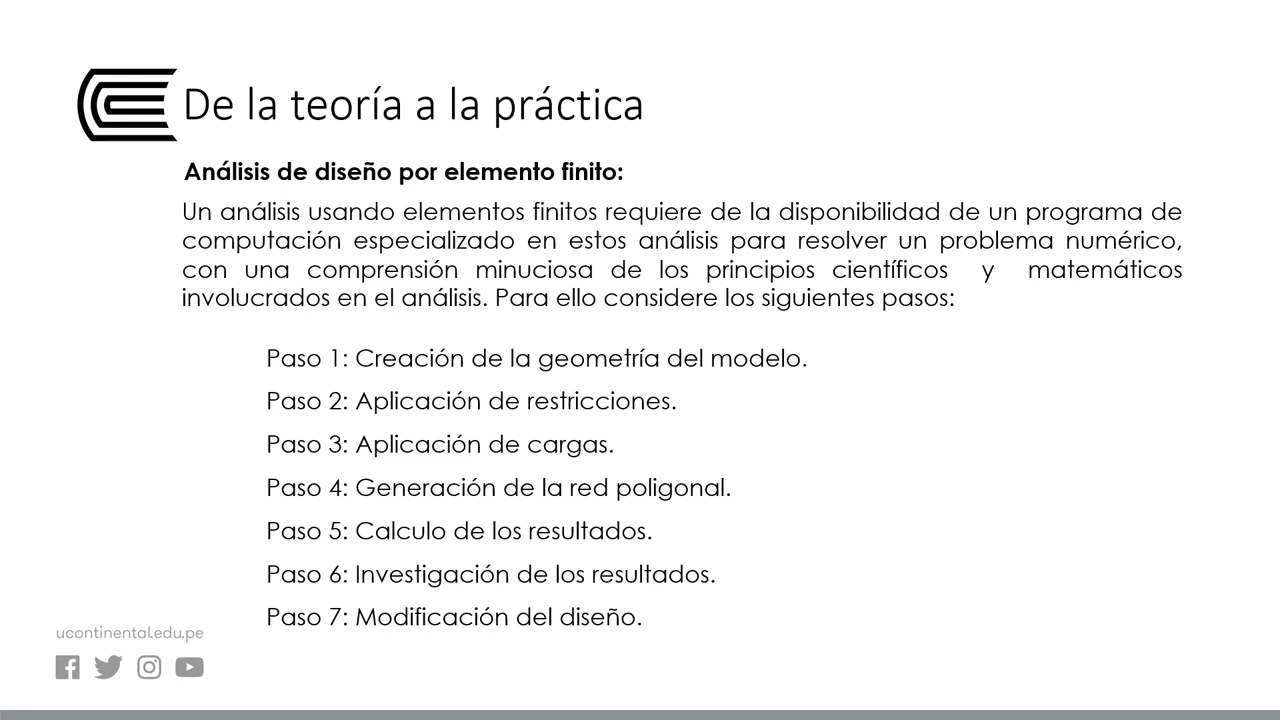 De la teoría a la práctica
Análisis de diseño por elemento finito:
Un análisis usando elementos finitos requiere de la disponibilidad de un programa de
computación especializado en estos análisis para resolver un problema numérico,
con una comprensión minuciosa de los principios científicos y matemáticos
involucrados en el análisis. Para ello considere los siguientes pasos:
Paso 1: Creación de la geometría del modelo.
Paso 2: Aplicación de restricciones.
Paso 3: Aplicación de cargas.
Paso 4: Generación de la red poligonal.
Paso 5: Calculo de los resultados.
Paso 6: Investigación de los resultados.
Paso 7: Modificación del diseño.
ucontinental.edu.pe